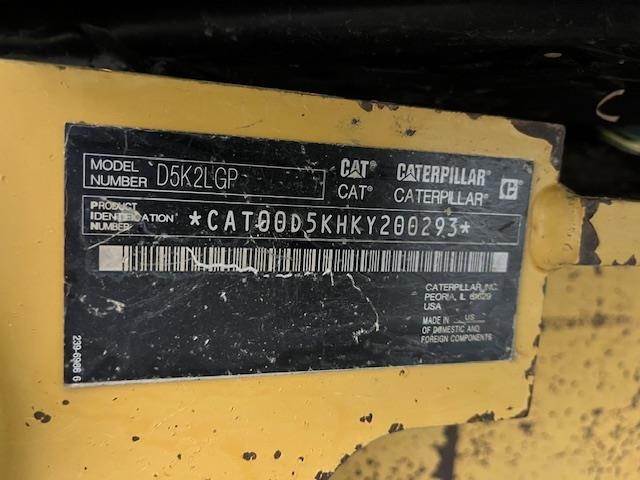 MODEL NUMBER D5K2LGP
CAT® CATERPILLAR® C
CAT® CATERPILLAR®
PRODUCT IDENTIFICATION NUMBER *CAT00D5KHKY200293*
CATERPILLAR INC.
PEORIA, IL 61629
USA
MADE IN US
OF DOMESTIC AND
FOREIGN COMPONENTS